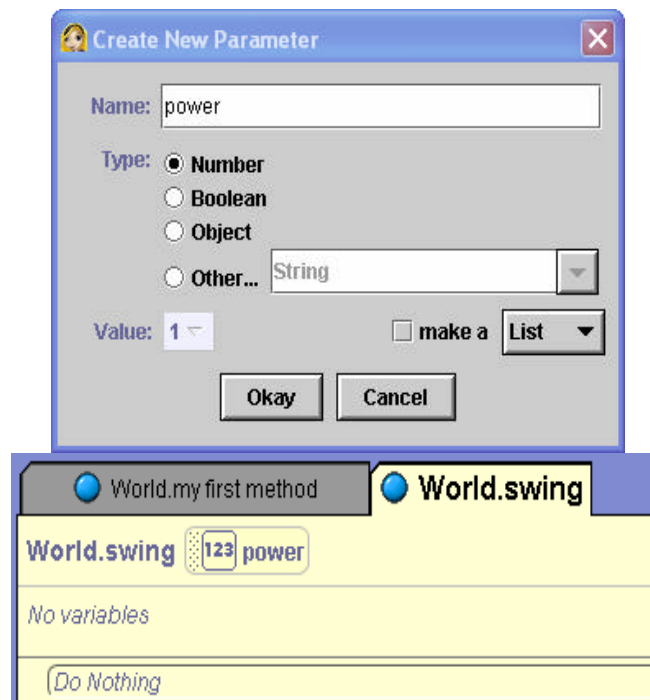 Create New Parameter
Name: power
Type: Number
Boolean
Object
Other... String
Value: 1 make a List
Okay Cancel
World.my first method World.swing
World.swing 123 power
No variables
Do Nothing